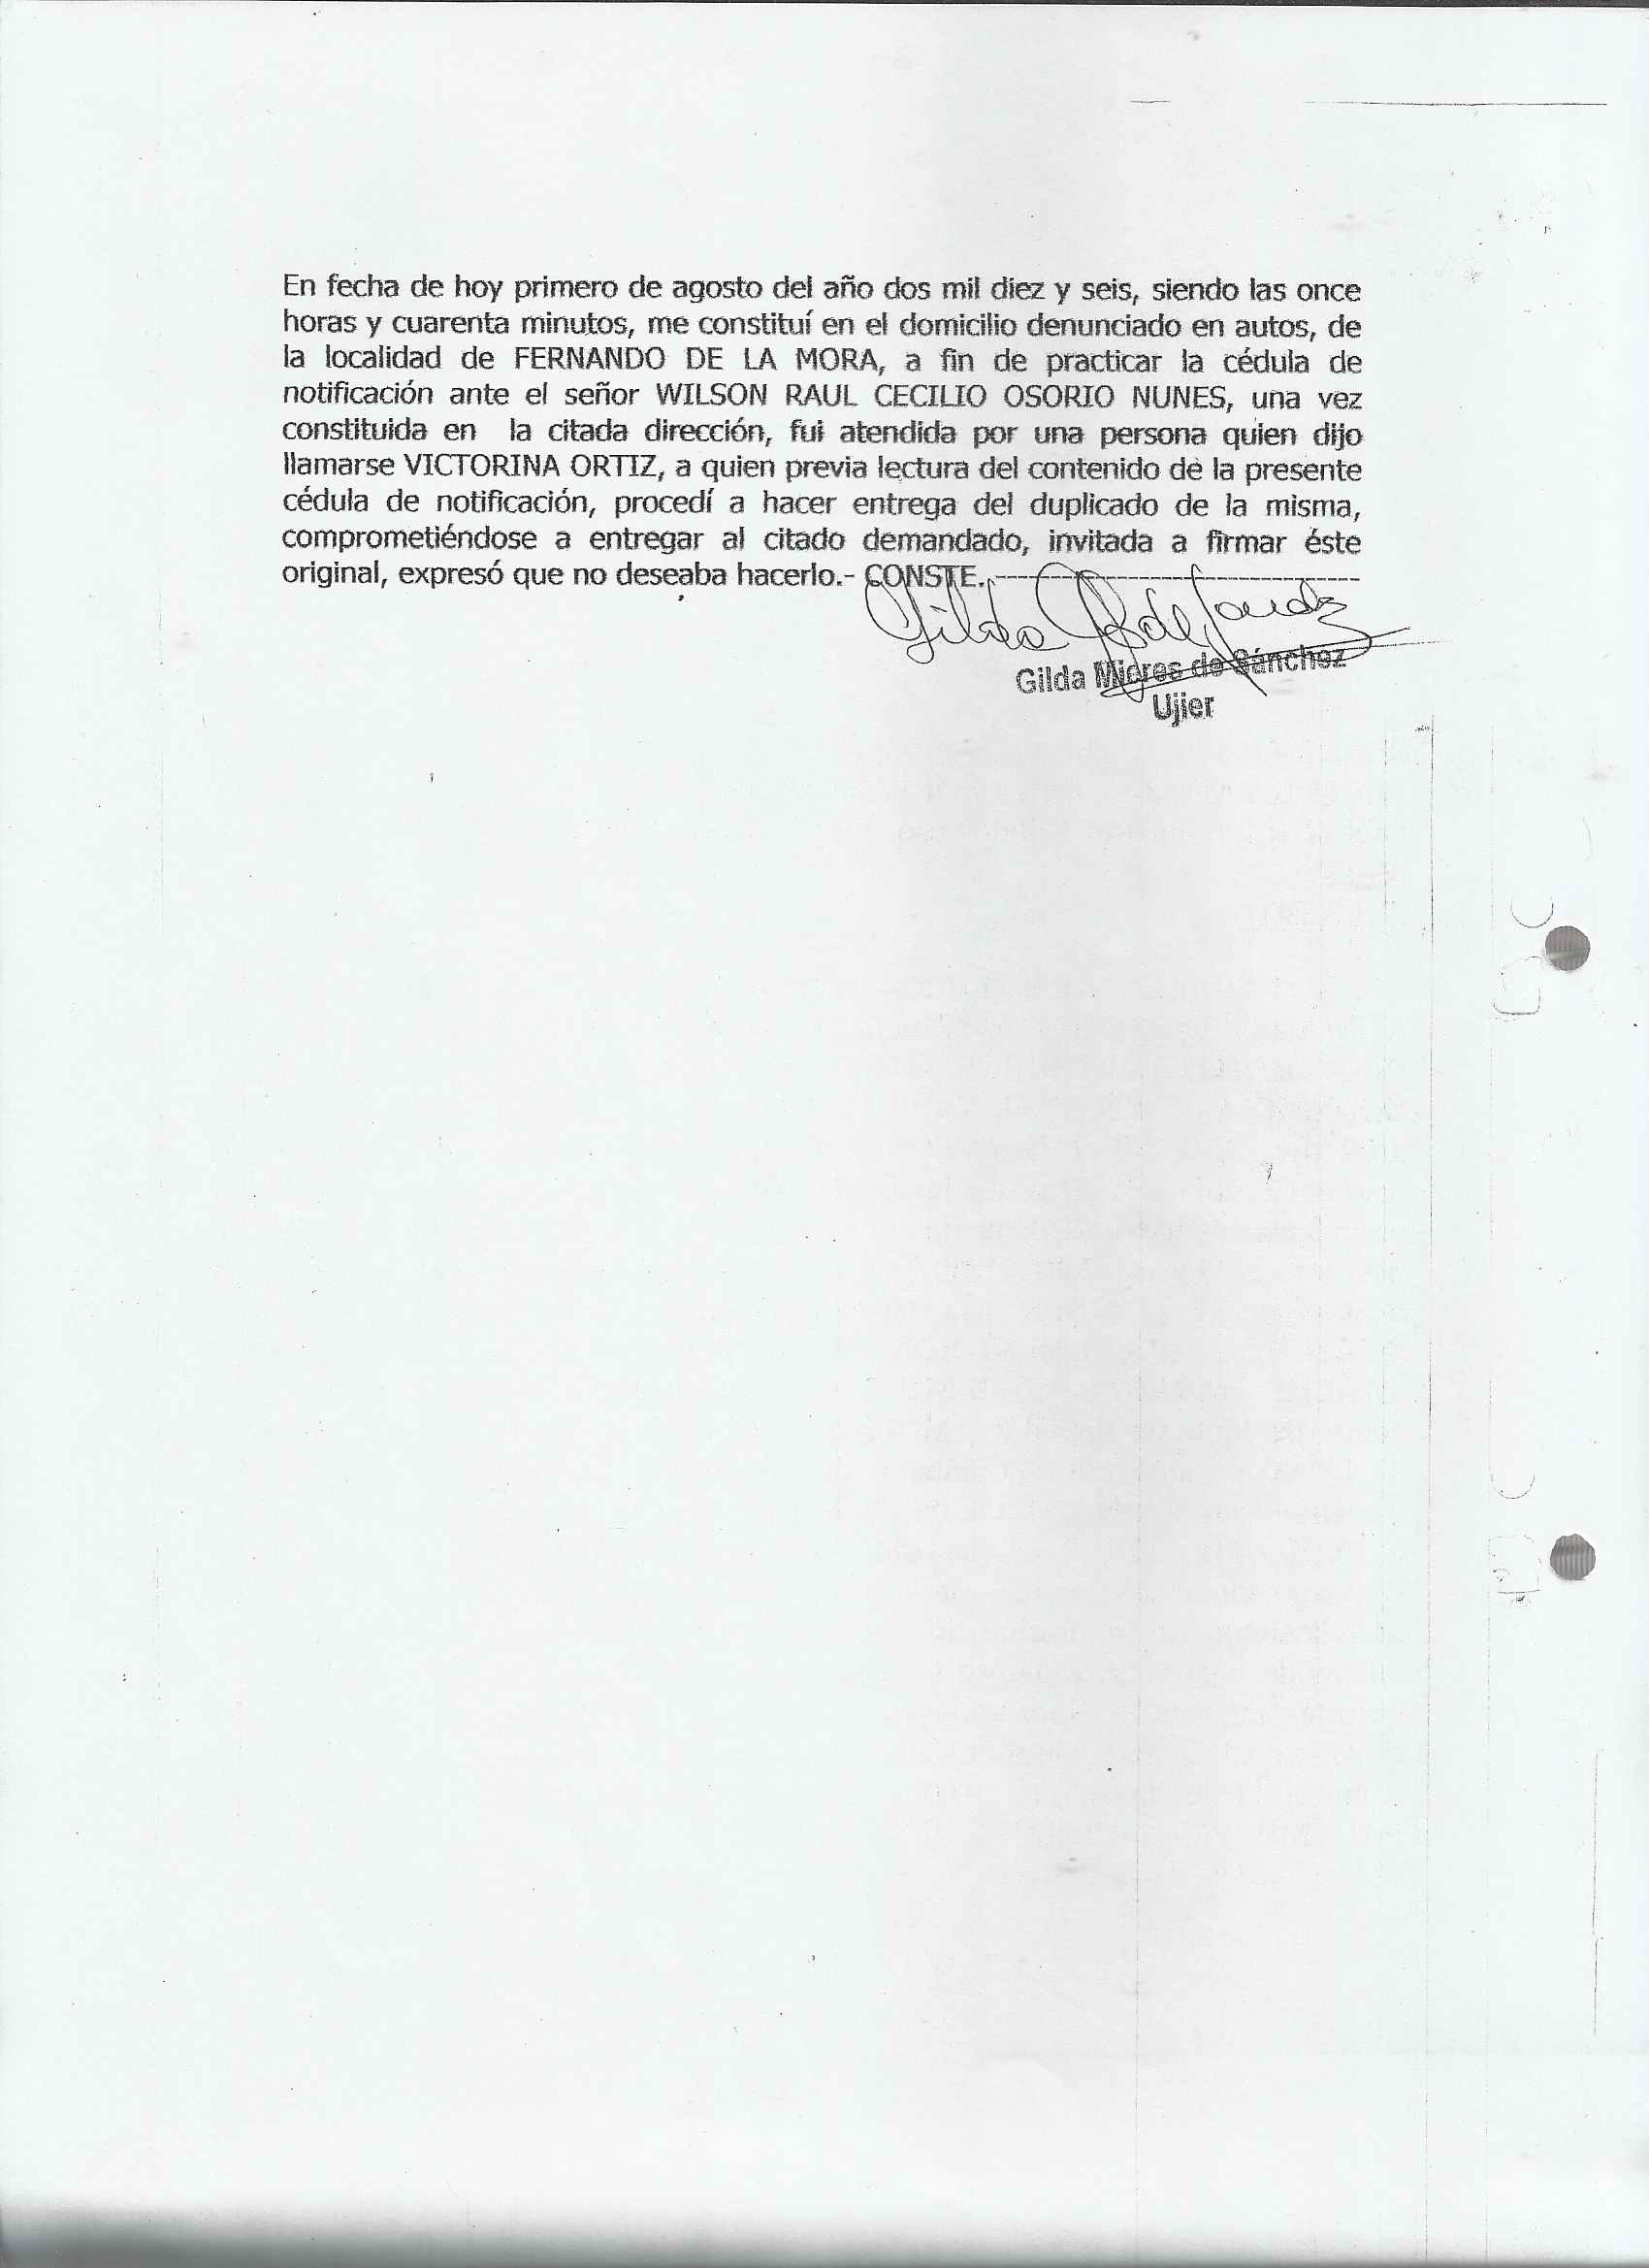 En fecha de hoy primero de agosto del año dos mil diez y seis, siendo las once
horas y cuarenta minutos, me constituí en el domicilio denunciado en autos, de
la localidad de FERNANDO DE LA MORA, a fin de practicar la cédula de
notificación ante el señor WILSON RAUL CECILIO OSORIO NUNES, una vez
constituida en la citada dirección, fui atendida por una persona quien dijo
llamarse VICTORINA ORTIZ, a quien previa lectura del contenido de la presente
cédula de notificación, procedí a hacer entrega del duplicado de la misma,
comprometiéndose a entregar al citado demandado, invitada a firmar éste
original, expresó que no deseaba hacerlo.- CONSTE.------------------------------------------
Gilda de
Gilda Micres de Sánchez
Ujier